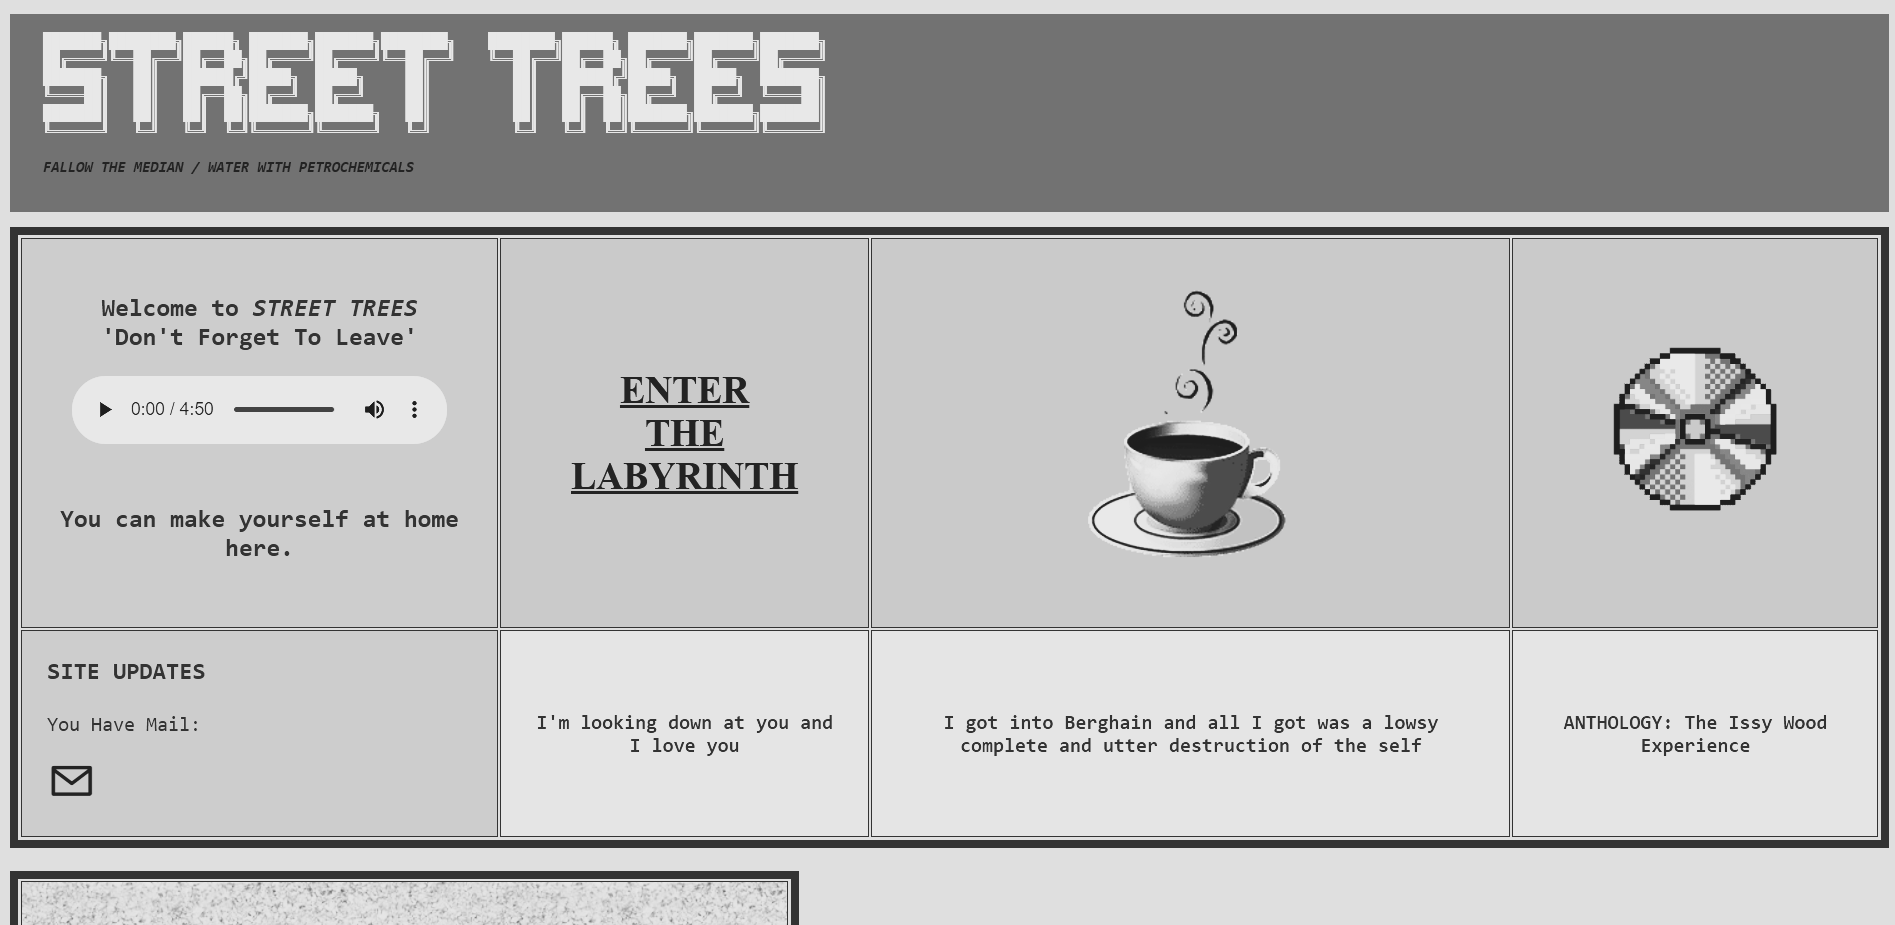 STREET TREES
FALLOW THE MEDIAN / WATER WITH PETROCHEMICALS
Welcome to STREET TREES
'Don't Forget To Leave'
0:00 / 4:50
You can make yourself at home
here.
ENTER
THE
LABYRINTH
SITE UPDATES
You Have Mail:
I'm looking down at you and
I love you
I got into Berghain and all I got was a lowsy
complete and utter destruction of the self
ANTHOLOGY: The Issy Wood
Experience